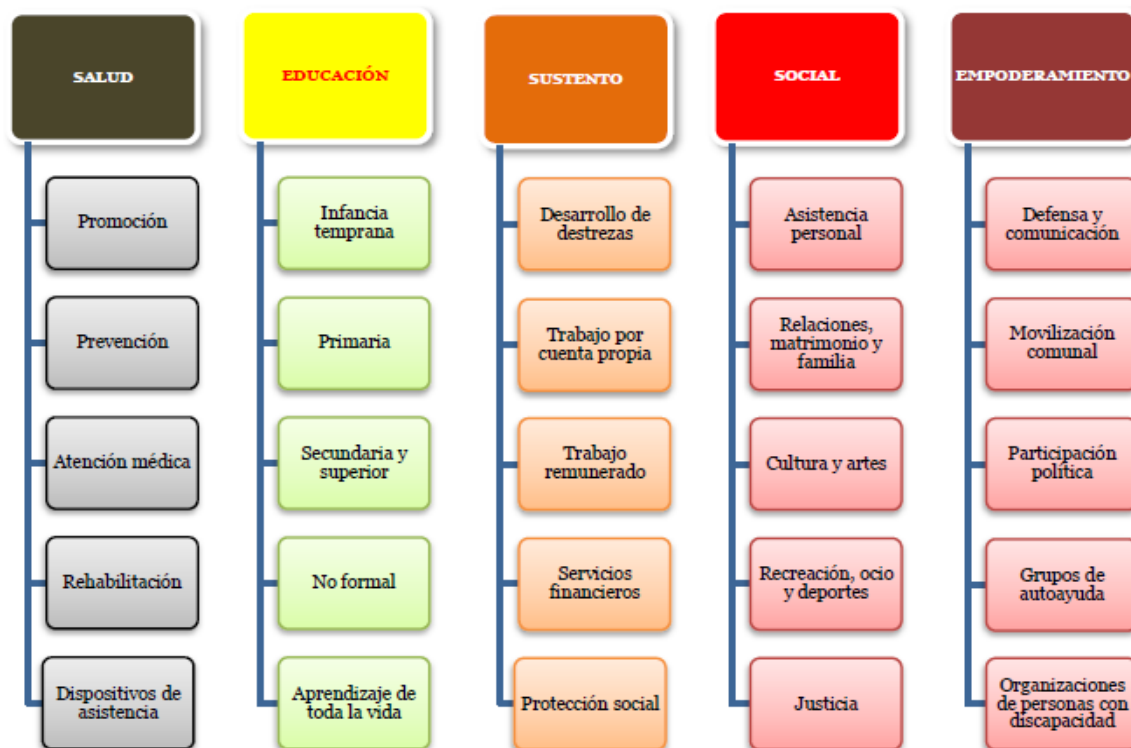 SALUD
Promoción
Prevención
Atención médica
Rehabilitación
Dispositivos de
asistencia
EDUCACIÓN
Infancia
temprana
Primaria
Secundaria y
superior
No formal
Aprendizaje de
toda la vida
SUSTENTO
Desarrollo de
destrezas
Trabajo por
cuenta propia
Trabajo
remunerado
Servicios
financieros
Protección social
SOCIAL
Asistencia
personal
Relaciones,
matrimonio y
familia
Cultura y artes
Recreación, ocio
y deportes
Justicia
EMPODERAMIENTO
Defensa y
comunicación
Movilización
comunal
Participación
política
Grupos de
autoayuda
Organizaciones
de personas con
discapacidad